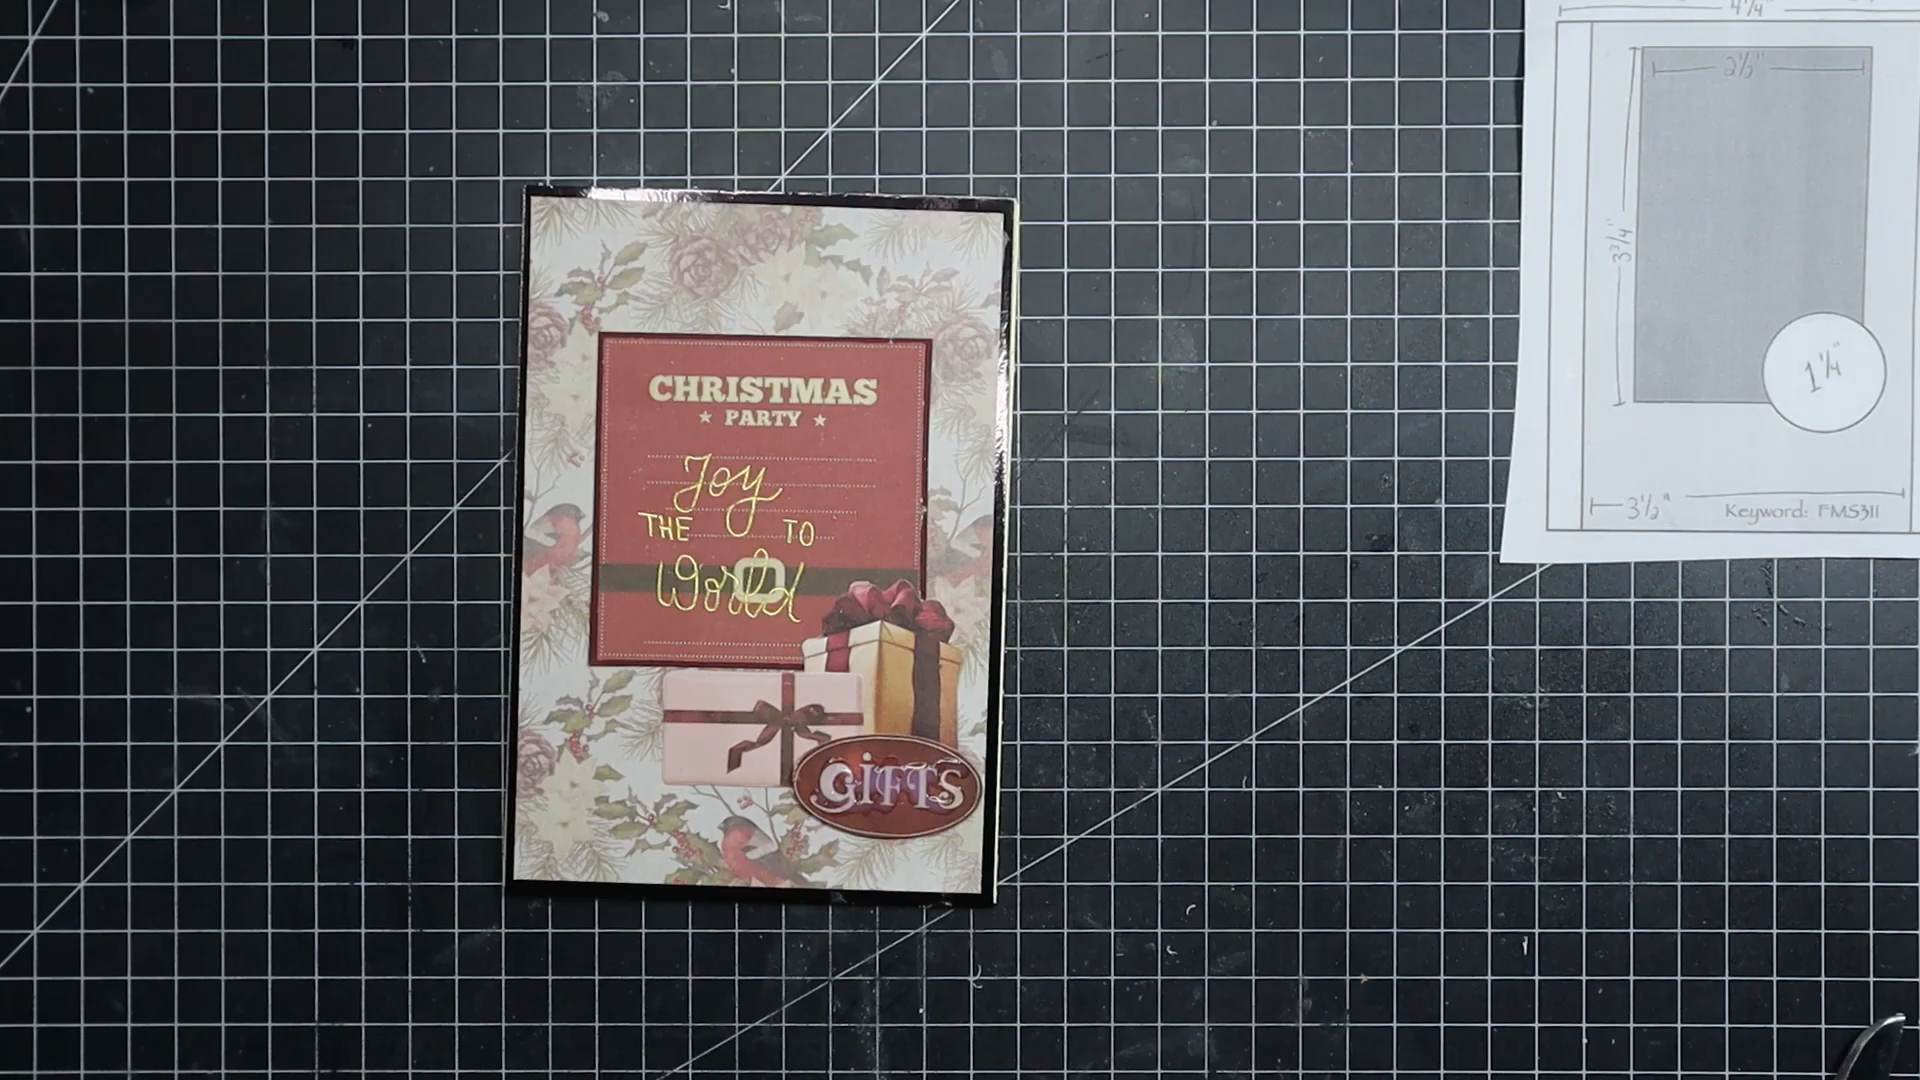 CHRISTMAS
PARTY
Joy
THE TO
World
GIFTS
4¼"
2½"
3¾"
1¼"
3½"
Keyword: FMS311